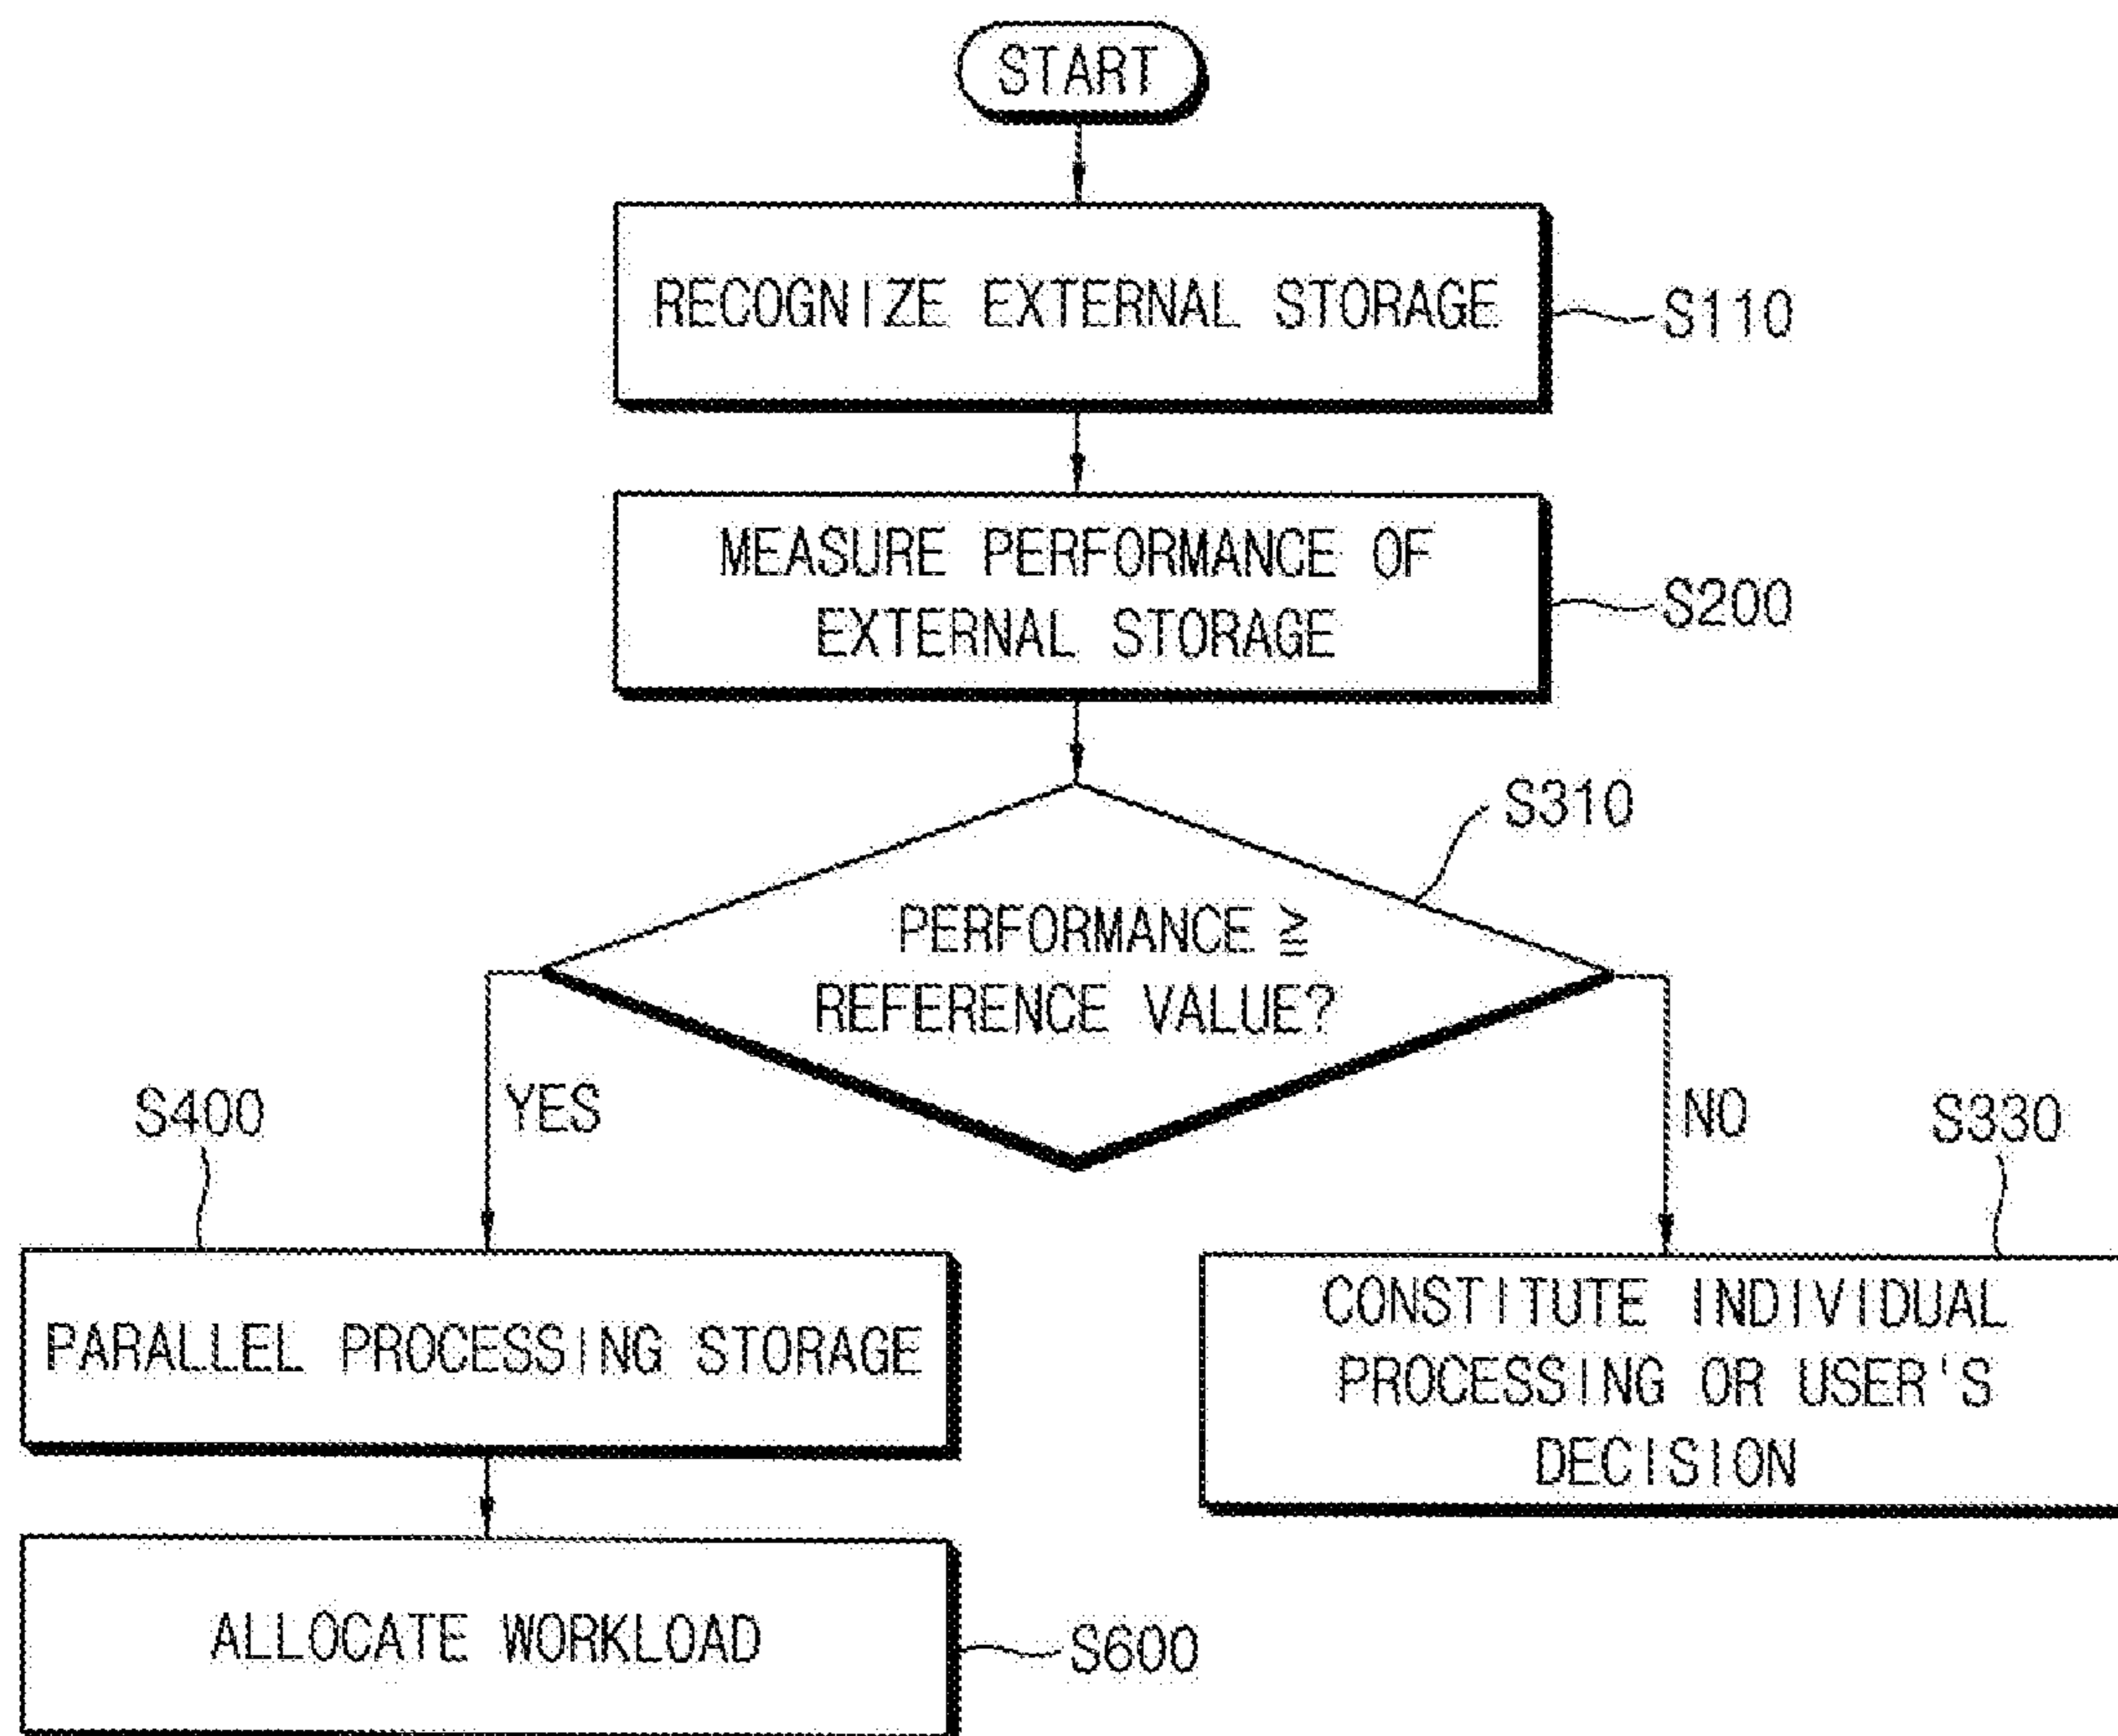 START
RECOGNIZE EXTERNAL STORAGE
S110
MEASURE PERFORMANCE OF
EXTERNAL STORAGE
S200
S310
PERFORMANCE ≧
REFERENCE VALUE?
YES
NO
S400
S330
PARALLEL PROCESSING STORAGE
CONSTITUTE INDIVIDUAL
PROCESSING OR USER'S
DECISION
ALLOCATE WORKLOAD
S600